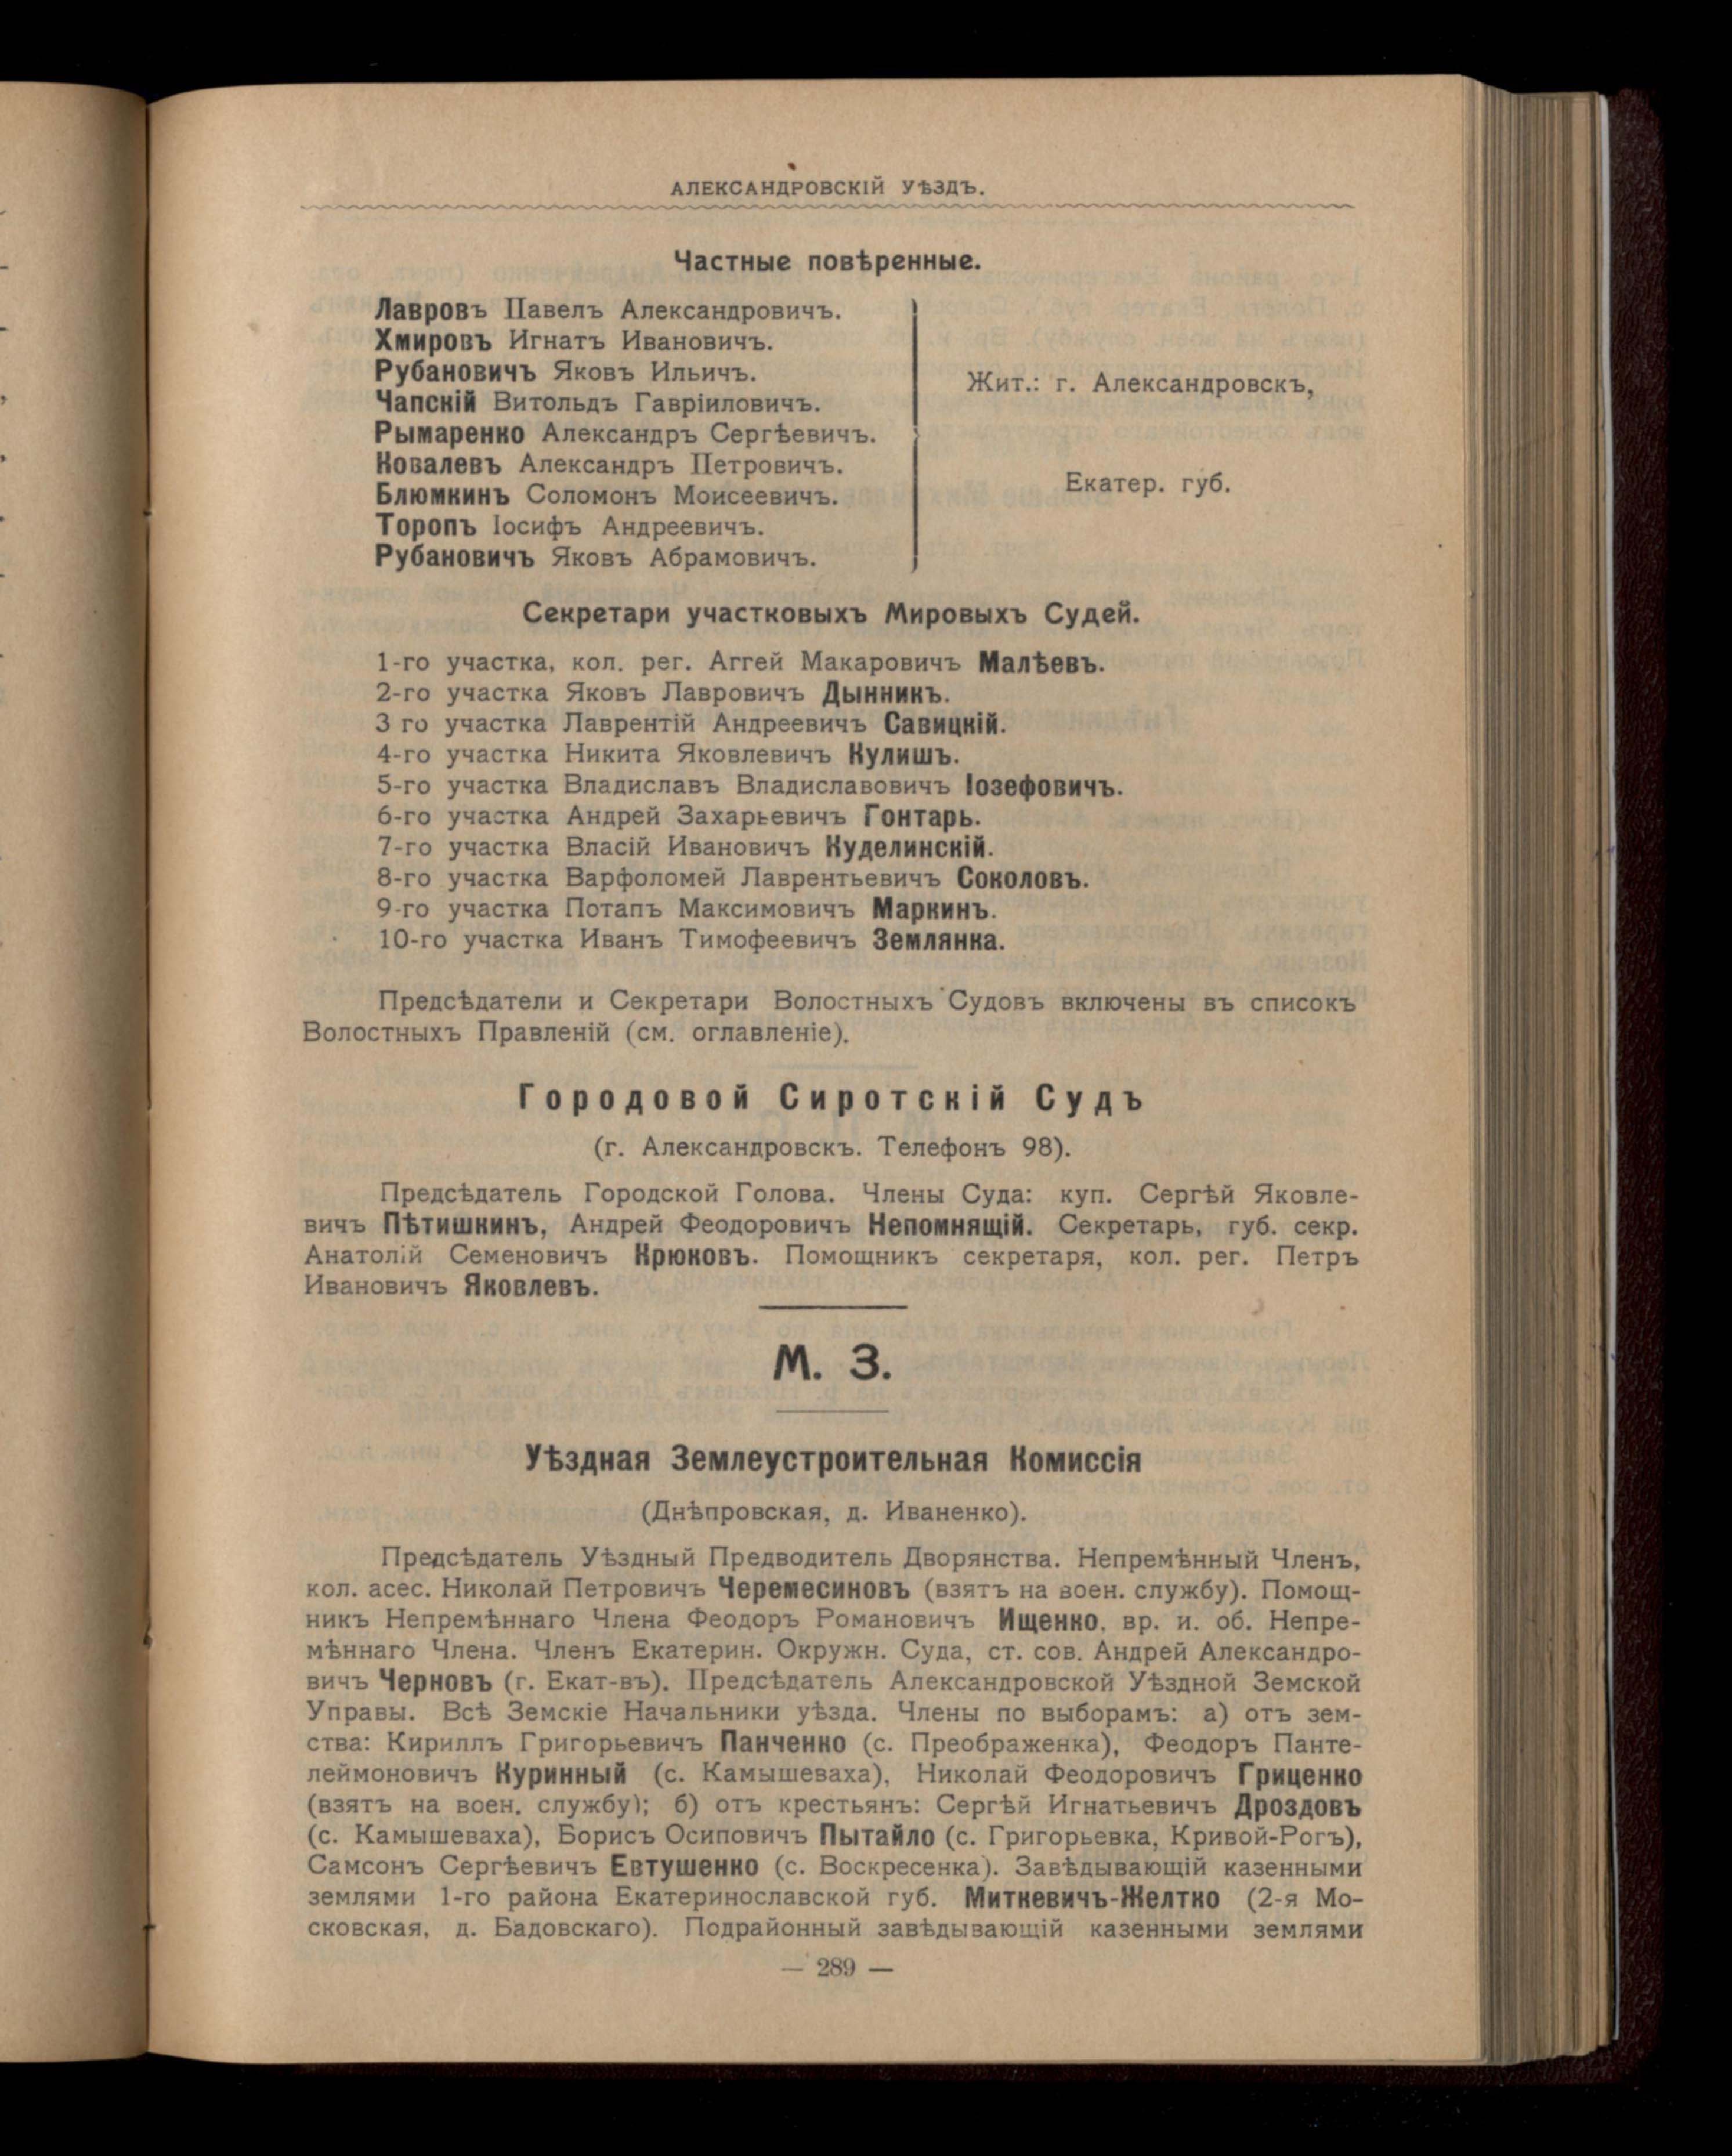 АЛЕКСАНДРОВСКІЙ УѢЗДЪ.
Частные повѣренные.
Лавровъ Павелъ Александровичъ.
Хмировъ Игнатъ Ивановичъ.
Рубановичъ Яковъ Ильичъ.
Чапскій Витольдъ Гавріиловичъ.
Рымаренко Александръ Сергѣевичъ.
Ковалевъ Александръ Петровичъ.
Блюмкинъ Соломонъ Моисеевичъ.
Торопъ Іосифъ Андреевичъ.
Рубановичъ Яковъ Абрамовичъ.
Жит.: г. Александровскъ,
Екатер. губ.
Секретари участковыхъ Мировыхъ Судей.
1-го участка, кол. рег. Аггей Макаровичъ Малѣевъ.
2-го участка Яковъ Лавровичъ Дынникъ.
3 го участка Лаврентій Андреевичъ Савицкій.
4-го участка Никита Яковлевичъ Кулишъ.
5-го участка Владиславъ Владиславовичъ Іозефовичъ.
6-го участка Андрей Захарьевичъ Гонтарь.
7-го участка Власій Ивановичъ Куделинскій.
8-го участка Варфоломей Лаврентьевичъ Соколовъ.
9-го участка Потапъ Максимовичъ Маркинъ.
10-го участка Иванъ Тимофеевичъ Землянка.
Предсѣдатели и Секретари Волостныхъ Судовъ включены въ списокъ
Волостныхъ Правленій (см. оглавленіе).
Городовой Сиротскій Судъ
(г. Александровскъ. Телефонъ 98).
Предсѣдатель Городской Голова. Члены Суда: куп. Сергѣй Яковле-
вичъ Пѣтишкинъ, Андрей Феодоровичъ Непомнящій. Секретарь, губ. секр.
Анатолій Семеновичъ Крюковъ. Помощникъ секретаря, кол. рег. Петръ
Ивановичъ Яковлевъ.
М. З.
Уѣздная Землеустроительная Комиссія
(Днѣпровская, д. Иваненко).
Предсѣдатель Уѣздный Предводитель Дворянства. Непремѣнный Членъ,
кол. асес. Николай Петровичъ Черемесиновъ (взятъ на воен. службу). Помощ-
никъ Непремѣннаго Члена Феодоръ Романовичъ Ищенко, вр. и. об. Непре-
мѣннаго Члена. Членъ Екатерин. Окружн. Суда, ст. сов. Андрей Александро-
вичъ Черновъ (г. Екат-въ). Предсѣдатель Александровской Уѣздной Земской
Управы. Всѣ Земскіе Начальники уѣзда. Члены по выборамъ: а) отъ зем-
ства: Кириллъ Григорьевичъ Панченко (с. Преображенка), Феодоръ Панте-
леймоновичъ Куринный (с. Камышеваха), Николай Феодоровичъ Гриценко
(взятъ на воен. службу); б) отъ крестьянъ: Сергѣй Игнатьевичъ Дроздовъ
(с. Камышеваха), Борисъ Осиповичъ Пытайло (с. Григорьевка, Кривой-Рогъ),
Самсонъ Сергѣевичъ Евтушенко (с. Воскресенка). Завѣдывающій казенными
землями 1-го района Екатеринославской губ. Миткевичъ-Желтко (2-я Мо-
сковская, д. Бадовскаго). Подрайонный завѣдывающій казенными землями
— 289 —